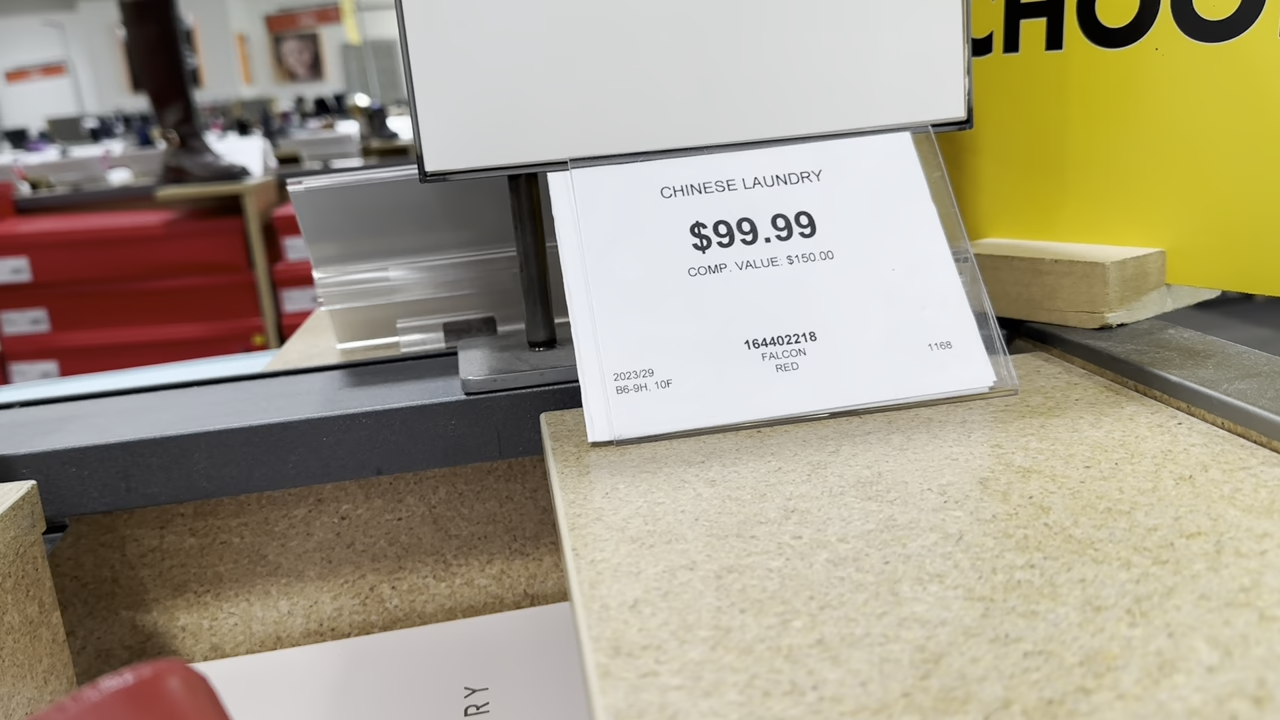 CHOO
CHINESE LAUNDRY
$99.99
COMP. VALUE: $150.00
164402218
FALCON
RED
1168
2023/29
B6-9H, 10F
RY